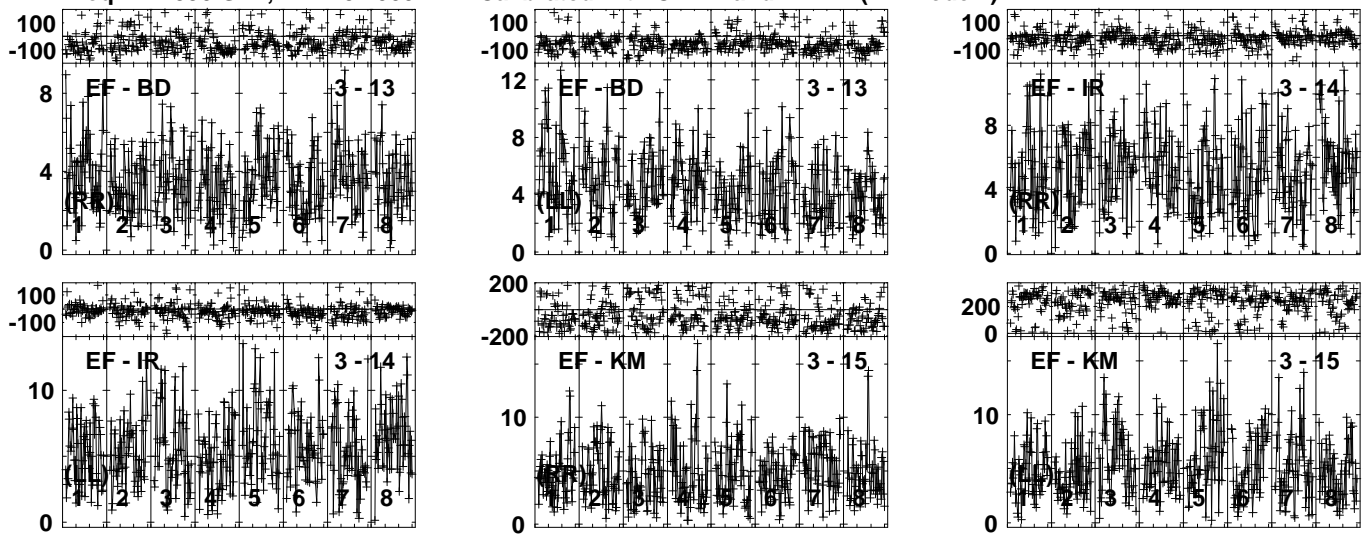 100 100 100
-100 -100 -100
EF - BD 3 - 13 EF - BD 3 - 13 EF - IR 3 - 14
8 12 8
4 8 4
0 4 0
0
(RR) (LL) (RR)
1 2 3 4 5 6 7 8 1 2 3 4 5 6 7 8 1 2 3 4 5 6 7 8
100 200 200
-100 -200 0
EF - IR 3 - 14 EF - KM 3 - 15 EF - KM 3 - 15
10 10 10
0 0 0
(LL) (RR) (LL)
1 2 3 4 5 6 7 8 1 2 3 4 5 6 7 8 1 2 3 4 5 6 7 8